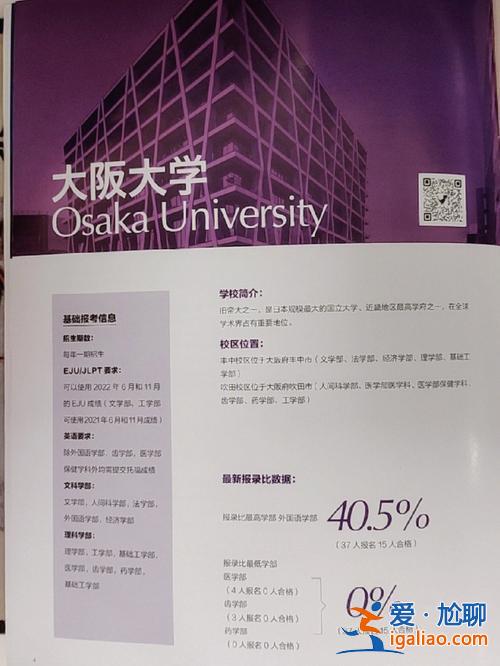 大阪大学
Osaka University
基础报考信息
招生期数：
每年一期招生
EJU/JLPT 要求：
可以使用 2022 年 6 月和 11 月
的 EJU 成绩（文学部、工学部
可使用2021年6月和11月成绩）
英语要求：
除外国语学部、齿学部、医学部
保健学科外均需提交托福成绩
文科学部：
文学部，人间科学部，法学部，
外国语学部，经济学部
理科学部：
理学部，工学部，基础工学部，
医学部，齿学部，药学部，
基础工学部
学校简介：
旧帝大之一，是日本规模最大的国立大学、近畿地区最高学府之一，在全球
学术界占有重要地位。
校区位置：
丰中校区位于大阪府丰中市（文学部、法学部、经济学部、理学部、基础工
学部）
吹田校区位于大阪府吹田市（人间科学部、医学部医学科、医学部保健学科、
齿学部、药学部、工学部）
最新报录比数据：
报录比最高学部 外国语学部
40.5%
（37 人报名 15 人合格）
报录比最低学部
医学部
（4 人报名 0 人合格）
齿学部
（3 人报名 0 人合格）
药学部
（0 人报名 0 人合格）
0%
15 人合格）
4
爱·尬聊
igaliao.com